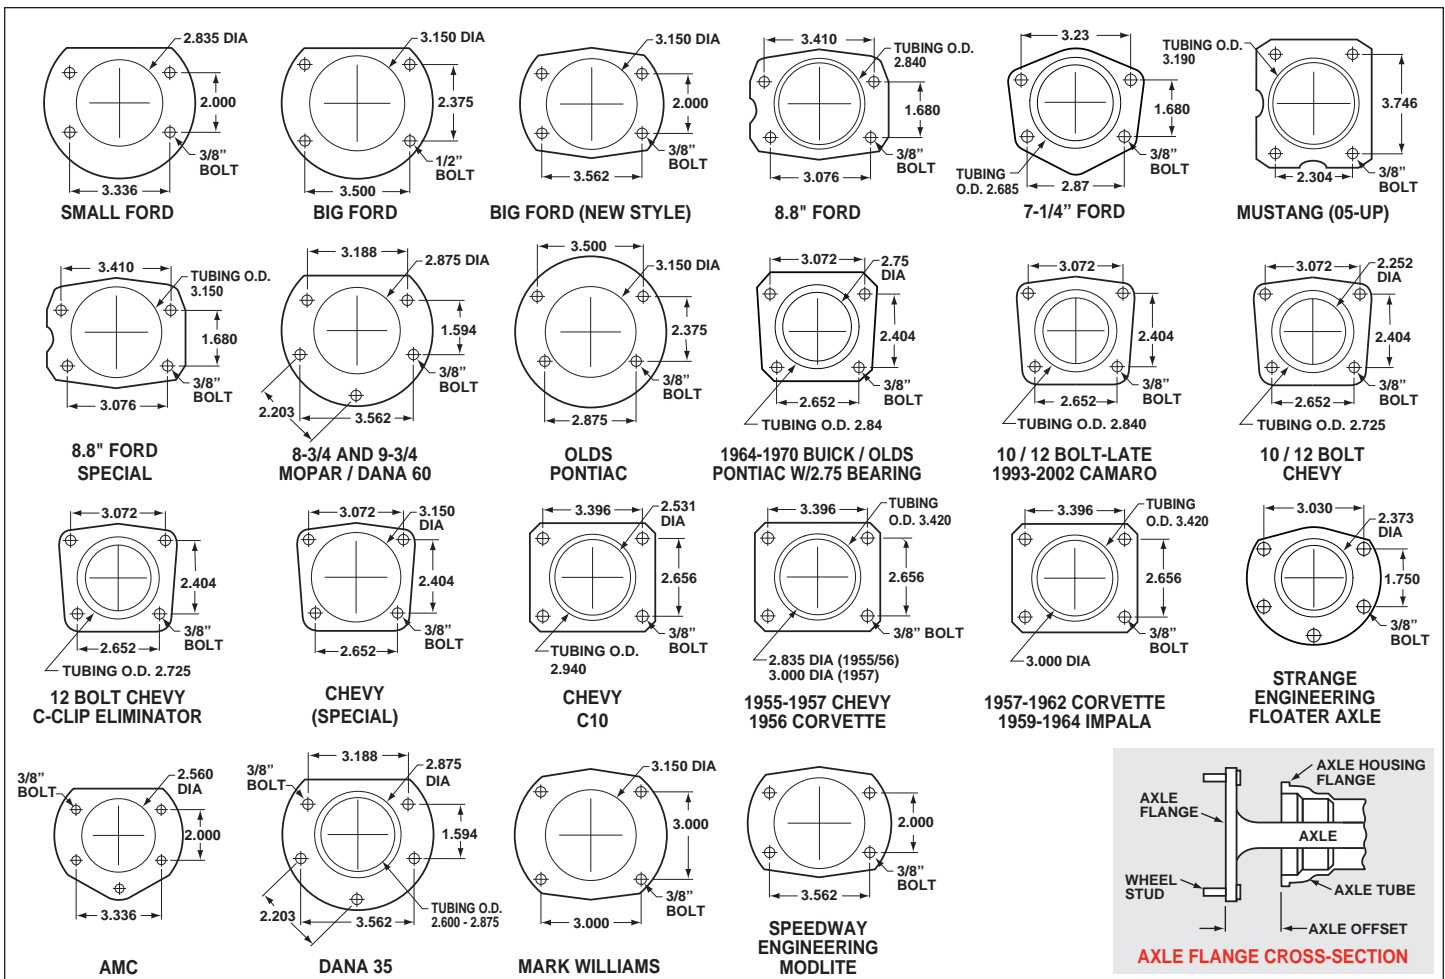 2.835 DIA
2.000
3/8”
BOLT
3.336
SMALL FORD
3.150 DIA
2.375
1/2”
BOLT
3.500
BIG FORD
3.150 DIA
2.000
3/8”
BOLT
3.562
BIG FORD (NEW STYLE)
3.410
TUBING O.D.
2.840
1.680
3/8”
BOLT
3.076
8.8" FORD
3.23
1.680
3/8”
BOLT
TUBING
O.D. 2.685
2.87
7-1/4” FORD
TUBING O.D.
3.190
3.746
2.304
3/8”
BOLT
MUSTANG (05-UP)
3.410
TUBING O.D.
3.150
1.680
3/8”
BOLT
3.076
8.8" FORD
SPECIAL
3.188
2.875 DIA
1.594
3/8”
BOLT
2.203
3.562
8-3/4 AND 9-3/4
MOPAR / DANA 60
3.500
3.150 DIA
2.375
3/8”
BOLT
2.875
OLDS
PONTIAC
3.072
2.75
DIA
2.404
3/8”
BOLT
2.652
TUBING O.D. 2.84
1964-1970 BUICK / OLDS
PONTIAC W/2.75 BEARING
3.072
2.404
3/8”
BOLT
2.652
TUBING O.D. 2.840
10 / 12 BOLT-LATE
1993-2002 CAMARO
3.072
2.252
DIA
2.404
3/8”
BOLT
2.652
TUBING O.D. 2.725
10 / 12 BOLT
CHEVY
3.072
2.404
3/8”
BOLT
2.652
TUBING O.D. 2.725
12 BOLT CHEVY
C-CLIP ELIMINATOR
3.072
3.150
DIA
2.404
3/8”
BOLT
2.652
CHEVY
(SPECIAL)
3.396
2.531
DIA
2.656
3/8”
BOLT
TUBING O.D.
2.940
CHEVY
C10
3.396
TUBING
O.D. 3.420
2.656
3/8” BOLT
2.835 DIA (1955/56)
3.000 DIA (1957)
1955-1957 CHEVY
1956 CORVETTE
3.396
TUBING
O.D. 3.420
2.656
3/8”
BOLT
3.000 DIA
1957-1962 CORVETTE
1959-1964 IMPALA
3.030
2.373
DIA
1.750
3/8”
BOLT
STRANGE
ENGINEERING
FLOATER AXLE
3/8”
BOLT
2.560
DIA
2.000
3.336
AMC
3/8”
BOLT
3.188
2.875
DIA
1.594
2.203
3.562
TUBING O.D.
2.600 - 2.875
DANA 35
3.150 DIA
3.000
3/8”
BOLT
3.000
MARK WILLIAMS
2.000
3/8”
BOLT
3.562
SPEEDWAY
ENGINEERING
MODLITE
AXLE HOUSING
FLANGE
AXLE
FLANGE
AXLE
WHEEL
STUD
AXLE TUBE
AXLE OFFSET
AXLE FLANGE CROSS-SECTION